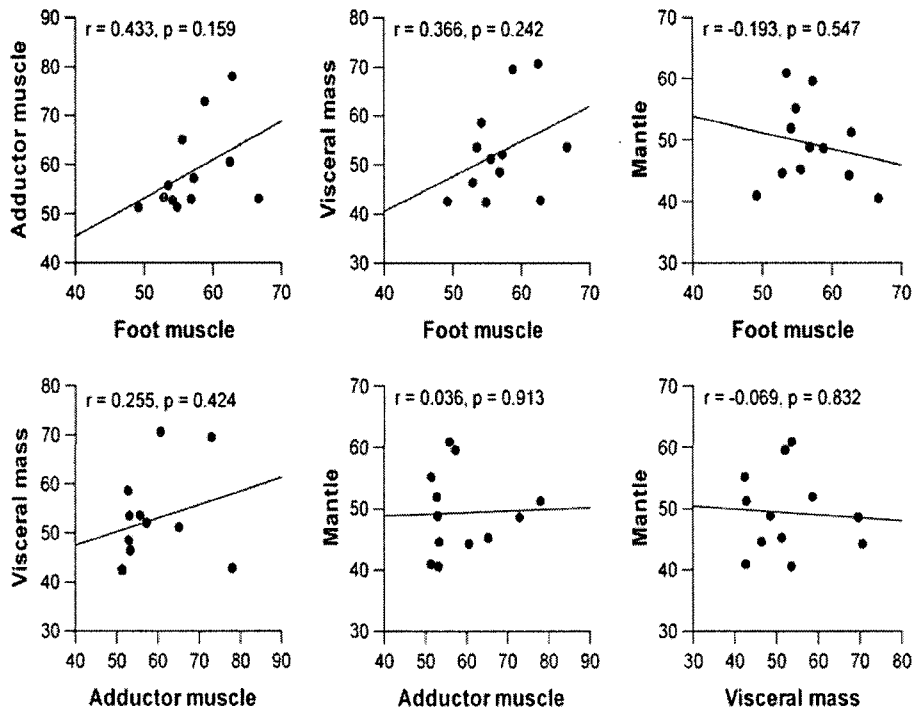 r = 0.433, p = 0.159
Adductor muscle
90
80
70
60
50
40
40 50 60 70
Foot muscle
r = 0.366, p = 0.242
Visceral mass
80
70
60
50
40
30
40 50 60 70
Foot muscle
r = -0.193, p = 0.547
Mantle
70
60
50
40
30
40 50 60 70
Foot muscle
r = 0.255, p = 0.424
Visceral mass
80
70
60
50
40
30
40 50 60 70 80 90
Adductor muscle
r = 0.036, p = 0.913
Mantle
70
60
50
40
30
40 50 60 70 80 90
Adductor muscle
r = -0.069, p = 0.832
Mantle
70
60
50
40
30
30 40 50 60 70 80
Visceral mass